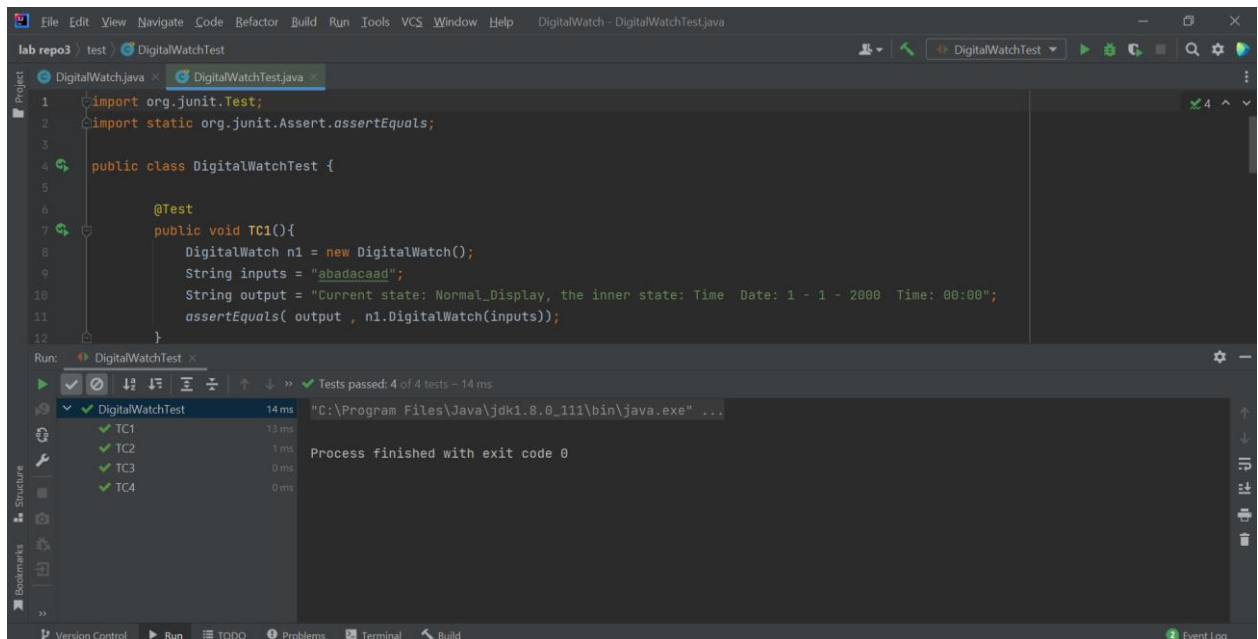 File Edit View Navigate Code Refactor Build Run Tools VCS Window Help DigitalWatch - DigitalWatchTest.java
lab repo3 test DigitalWatchTest DigitalWatchTest
DigitalWatch.java DigitalWatchTest.java
Project
1 import org.junit.Test; 4
2 import static org.junit.Assert.assertEquals;
3
4 public class DigitalWatchTest {
5
6 @Test
7 public void TC1(){
8 DigitalWatch n1 = new DigitalWatch();
9 String inputs = "abadacaad";
10 String output = "Current state: Normal_Display, the inner state: Time  Date: 1 - 1 - 2000  Time: 00:00";
11 assertEquals( output , n1.DigitalWatch(inputs));
12 }
Run: DigitalWatchTest
» Tests passed: 4 of 4 tests – 14 ms
DigitalWatchTest 14 ms "C:\Program Files\Java\jdk1.8.0_111\bin\java.exe" ...
TC1 13 ms
TC2 1 ms Process finished with exit code 0
TC3 0 ms
TC4 0 ms
Structure
Bookmarks
»
Version Control Run TODO Problems Terminal Build 2 Event Log